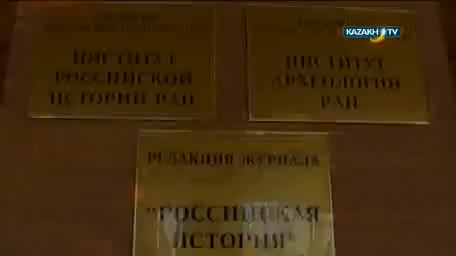 ИНСТИТУТ
РОССИЙСКОЙ
ИСТОРИИ РАН
ИНСТИТУТ
АРХЕОЛОГИИ
РАН
РЕДАКЦИЯ ЖУРНАЛА
"РОССИЙСКАЯ
ИСТОРИЯ"
KAZAKH TV